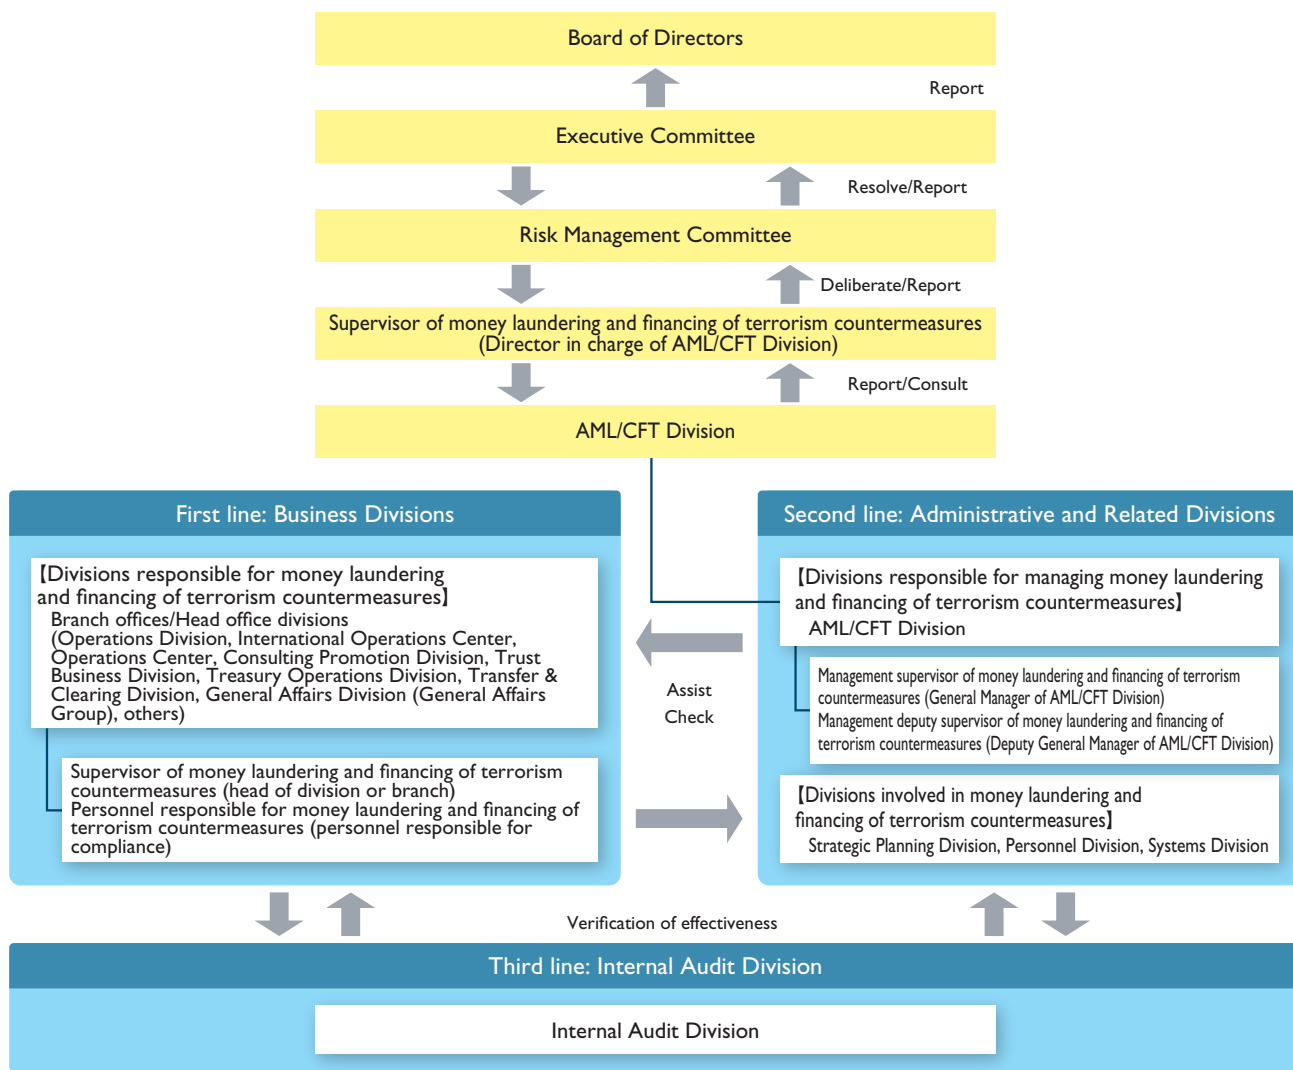 Board of Directors
Report
Executive Committee
Resolve/Report
Risk Management Committee
Deliberate/Report
Supervisor of money laundering and financing of terrorism countermeasures
(Director in charge of AML/CFT Division)
Report/Consult
AML/CFT Division
First line: Business Divisions
【Divisions responsible for money laundering
and financing of terrorism countermeasures】
Branch offices/Head office divisions
(Operations Division, International Operations Center,
Operations Center, Consulting Promotion Division, Trust
Business Division, Treasury Operations Division, Transfer &
Clearing Division, General Affairs Division (General Affairs
Group), others)
Supervisor of money laundering and financing of terrorism
countermeasures (head of division or branch)
Personnel responsible for money laundering and financing of
terrorism countermeasures (personnel responsible for
compliance)
Assist
Check
Second line: Administrative and Related Divisions
【Divisions responsible for managing money laundering
and financing of terrorism countermeasures】
AML/CFT Division
Management supervisor of money laundering and financing of terrorism
countermeasures (General Manager of AML/CFT Division)
Management deputy supervisor of money laundering and financing of
terrorism countermeasures (Deputy General Manager of AML/CFT Division)
【Divisions involved in money laundering and
financing of terrorism countermeasures】
Strategic Planning Division, Personnel Division, Systems Division
Verification of effectiveness
Third line: Internal Audit Division
Internal Audit Division